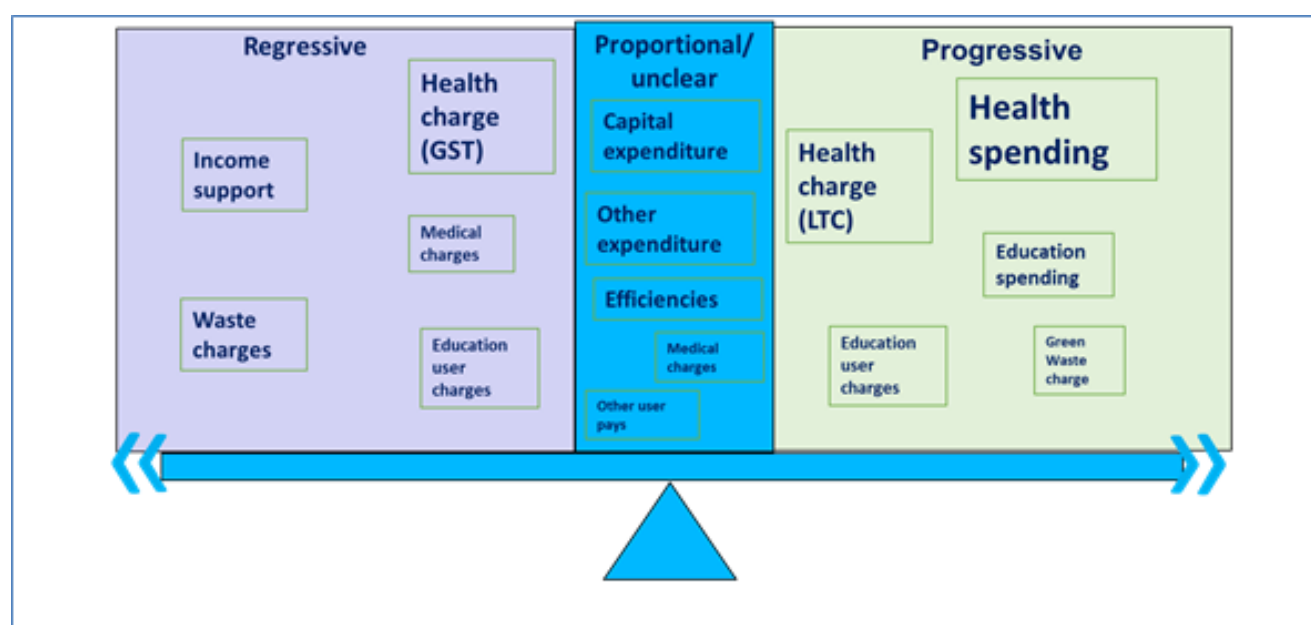 Regressive
Health
charge
(GST)
Income
support
Medical
charges
Waste
charges
Education
user
charges
Proportional/
unclear
Capital
expenditure
Other
expenditure
Efficiencies
Medical
charges
Other user
pays
Progressive
Health
spending
Health
charge
(LTC)
Education
spending
Education
user
charges
Green
Waste
charge